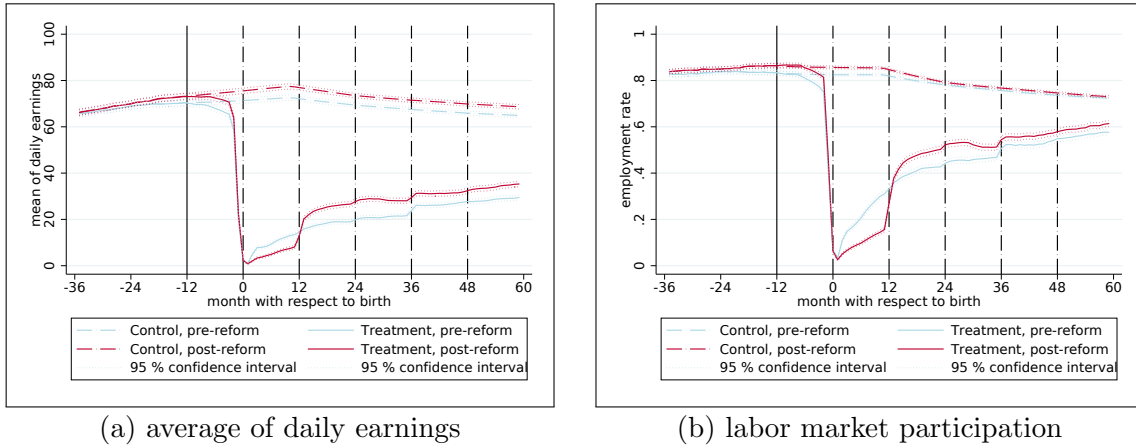 mean of daily earnings
100
80
60
40
20
0
-36 -24 -12 0 12 24 36 48 60
month with respect to birth
Control, pre-reform Treatment, pre-reform
Control, post-reform Treatment, post-reform
95 % confidence interval 95 % confidence interval
(a) average of daily earnings
employment rate
1
.8
.6
.4
.2
0
-36 -24 -12 0 12 24 36 48 60
month with respect to birth
Control, pre-reform Treatment, pre-reform
Control, post-reform Treatment, post-reform
95 % confidence interval 95 % confidence interval
(b) labor market participation